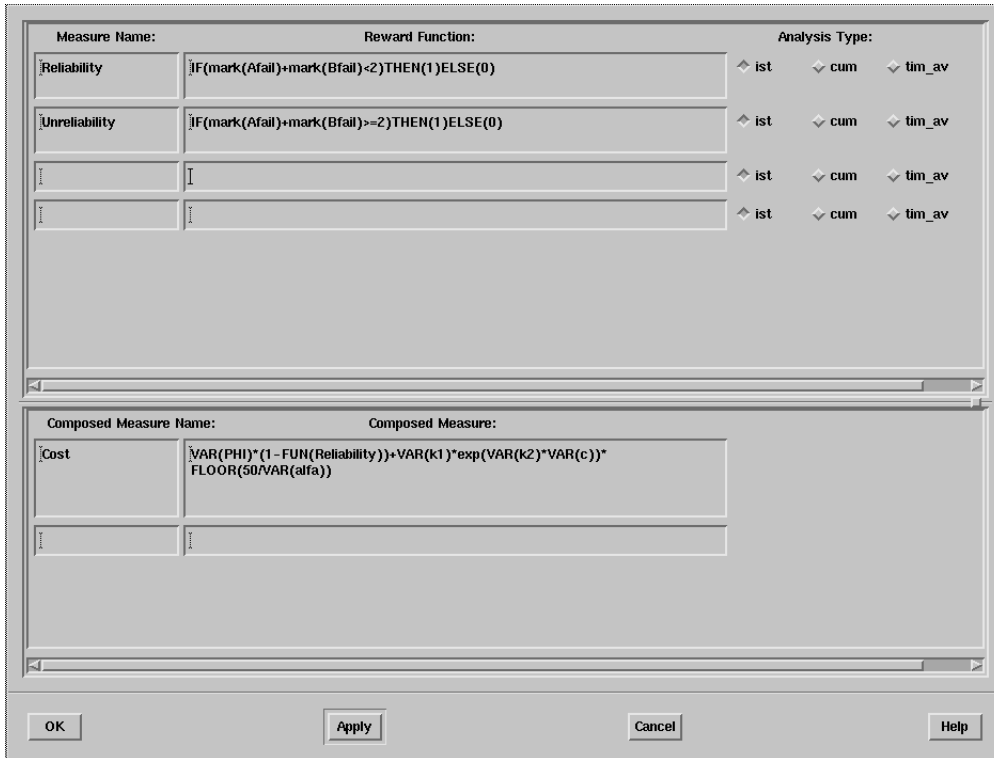 Measure Name: Reward Function: Analysis Type:
Reliability IF(mark(Afail)+mark(Bfail)<2)THEN(1)ELSE(0) ist cum tim_av
Unreliability IF(mark(Afail)+mark(Bfail)>=2)THEN(1)ELSE(0) ist cum tim_av
ist cum tim_av
ist cum tim_av
Composed Measure Name: Composed Measure:
Cost VAR(PHI)*(1-FUN(Reliability))+VAR(k1)*exp(VAR(k2)*VAR(c))*
FLOOR(50/VAR(alfa))
OK Apply Cancel Help